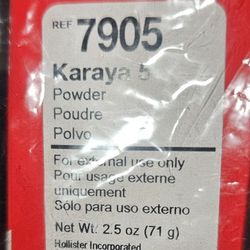 REF 7905
Karaya 5
Powder
Poudre
Polvo
For external use only
Pour usage externe
uniquement
Sólo para uso externo
Net Wt. 2.5 oz (71 g)
Hollister Incorporated